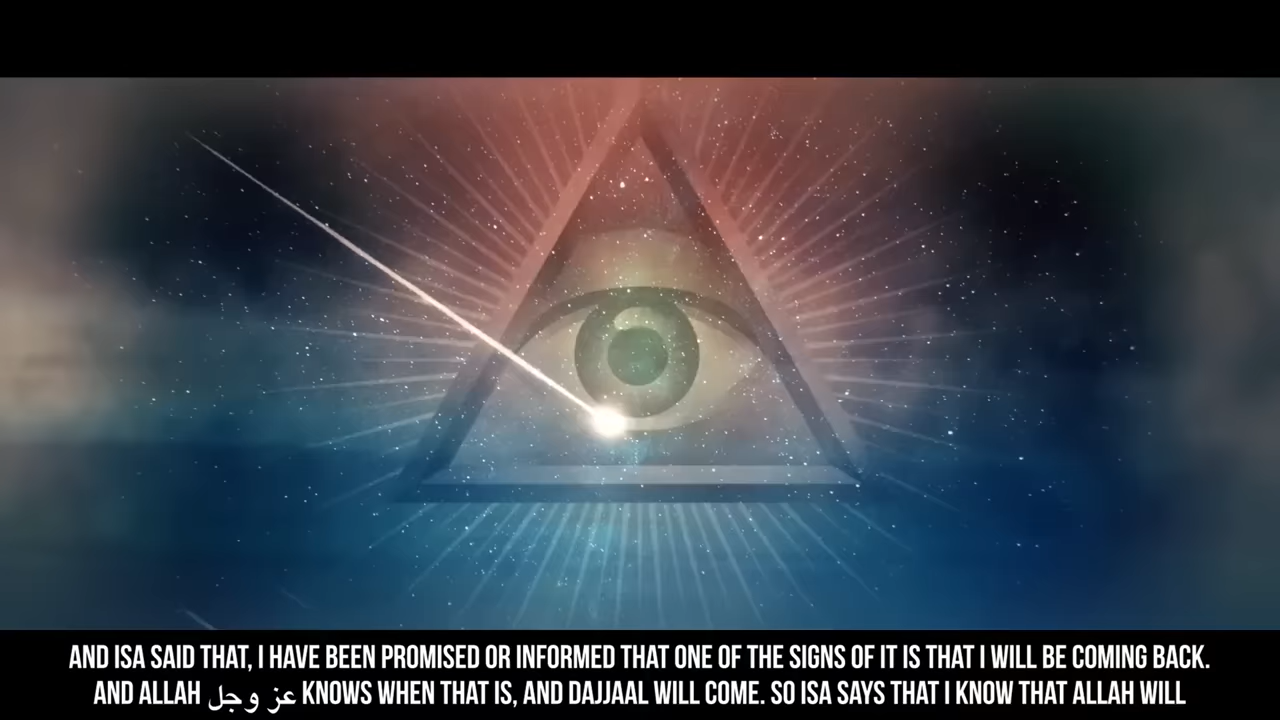 AND ISA SAID THAT, I HAVE BEEN PROMISED OR INFORMED THAT ONE OF THE SIGNS OF IT IS THAT I WILL BE COMING BACK.
AND ALLAH عز وجل KNOWS WHEN THAT IS, AND DAJJAAL WILL COME. SO ISA SAYS THAT I KNOW THAT ALLAH WILL